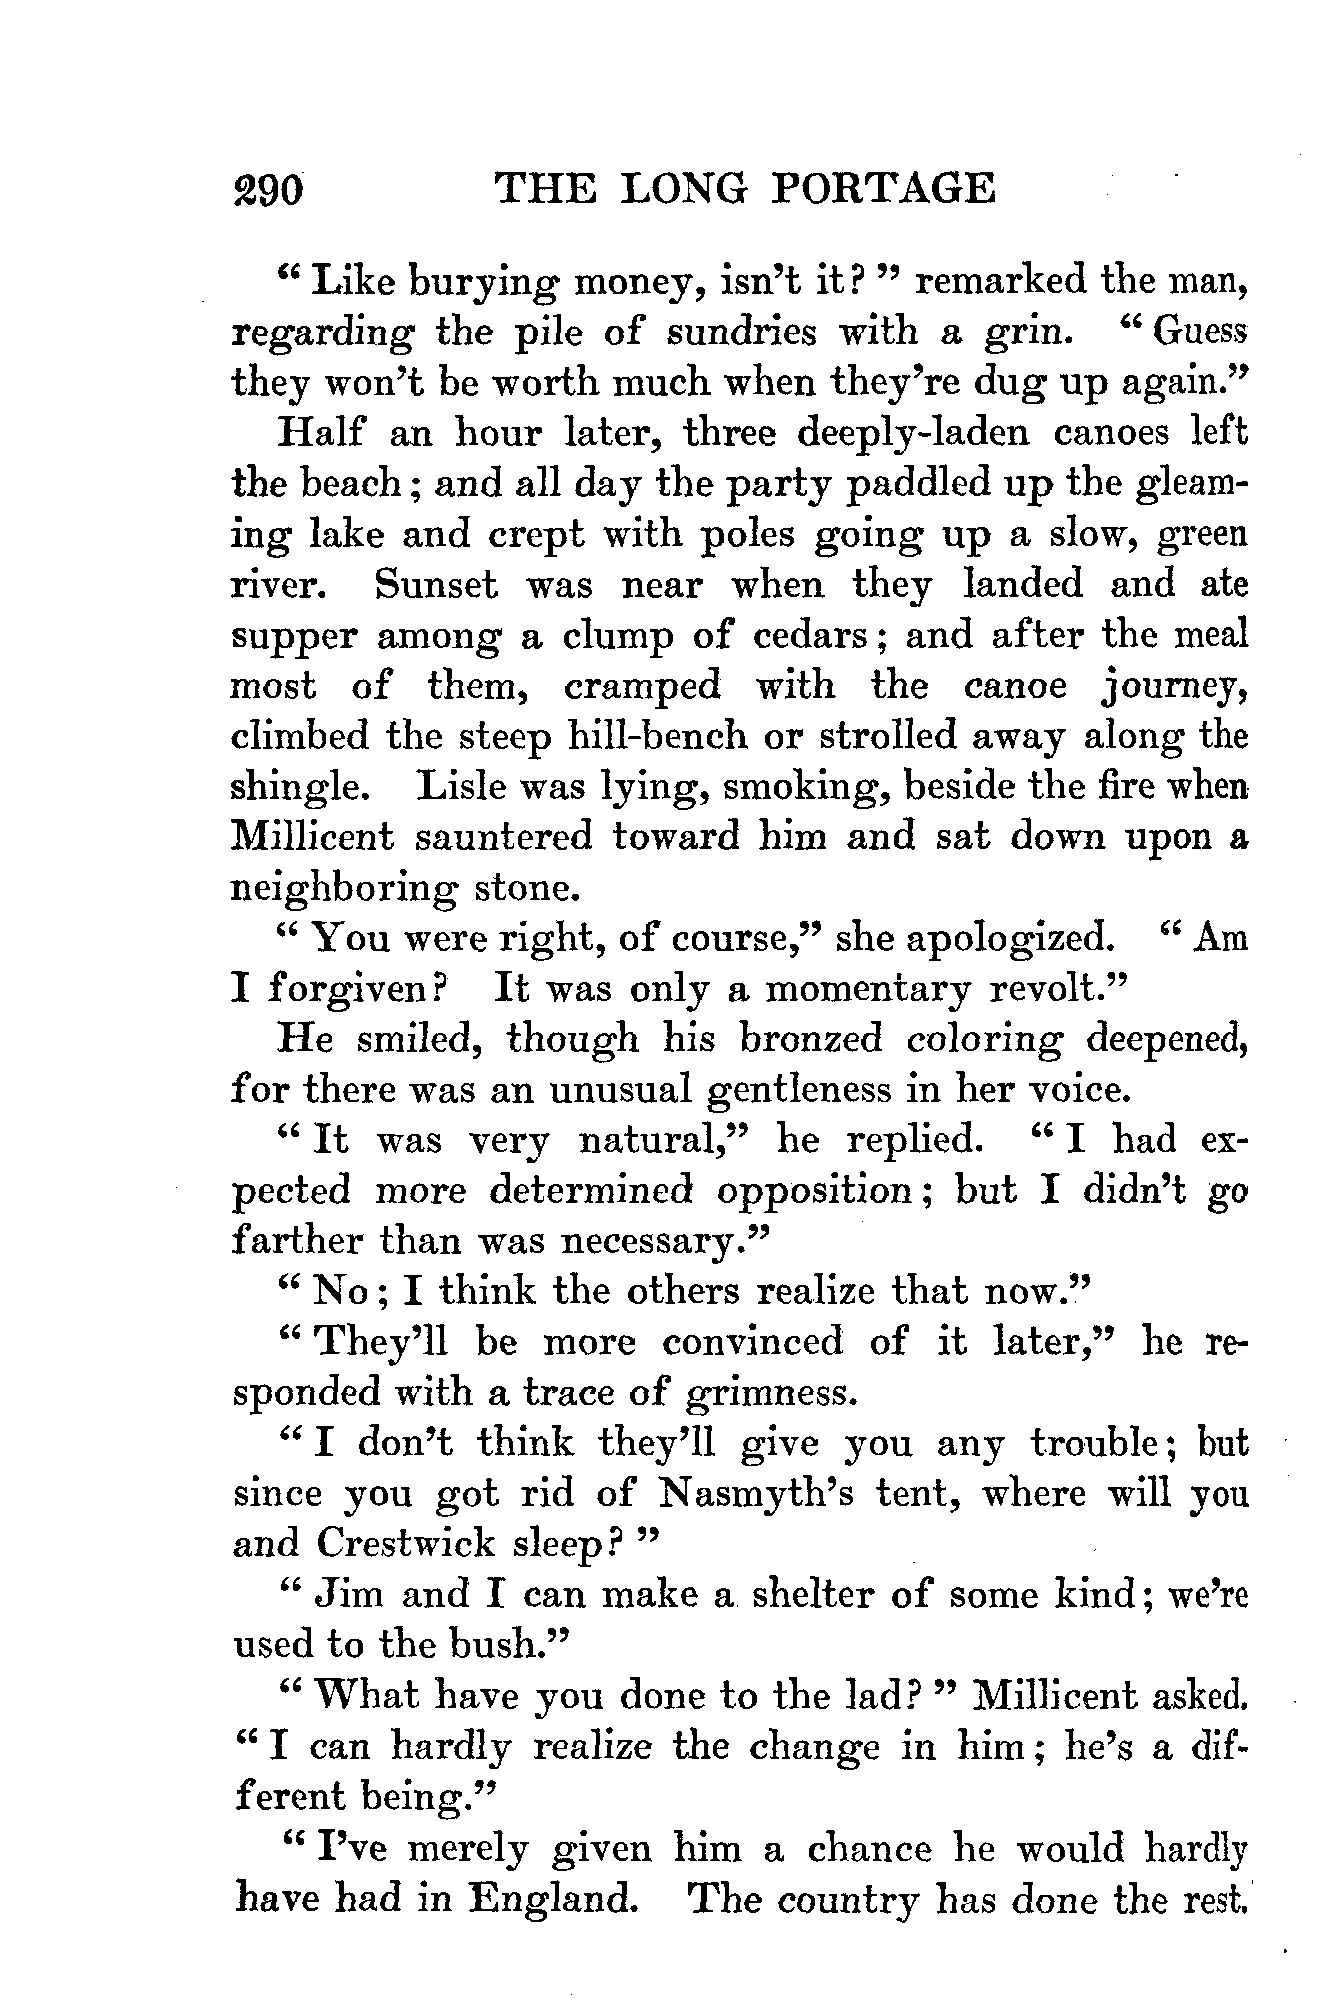 290 THE LONG PORTAGE
“ Like burying money, isn’t it? ” remarked the man,
regarding the pile of sundries with a grin. “ Guess
they won’t be worth much when they’re dug up again.”
Half an hour later, three deeply-laden canoes left
the beach; and all day the party paddled up the gleam-
ing lake and crept with poles going up a slow, green
river. Sunset was near when they landed and ate
supper among a clump of cedars; and after the meal
most of them, cramped with the canoe journey,
climbed the steep hill-bench or strolled away along the
shingle. Lisle was lying, smoking, beside the fire when
Millicent sauntered toward him and sat down upon a
neighboring stone.
“ You were right, of course,” she apologized. “ Am
I forgiven? It was only a momentary revolt.”
He smiled, though his bronzed coloring deepened,
for there was an unusual gentleness in her voice.
“ It was very natural,” he replied. “ I had ex-
pected more determined opposition; but I didn’t go
farther than was necessary.”
“ No; I think the others realize that now.”
“ They’ll be more convinced of it later,” he re-
sponded with a trace of grimness.
“ I don’t think they’ll give you any trouble; but
since you got rid of Nasmyth’s tent, where will you
and Crestwick sleep? ”
“ Jim and I can make a shelter of some kind; we’re
used to the bush.”
“ What have you done to the lad? ” Millicent asked.
“ I can hardly realize the change in him; he’s a dif-
ferent being.”
“ I’ve merely given him a chance he would hardly
have had in England. The country has done the rest.